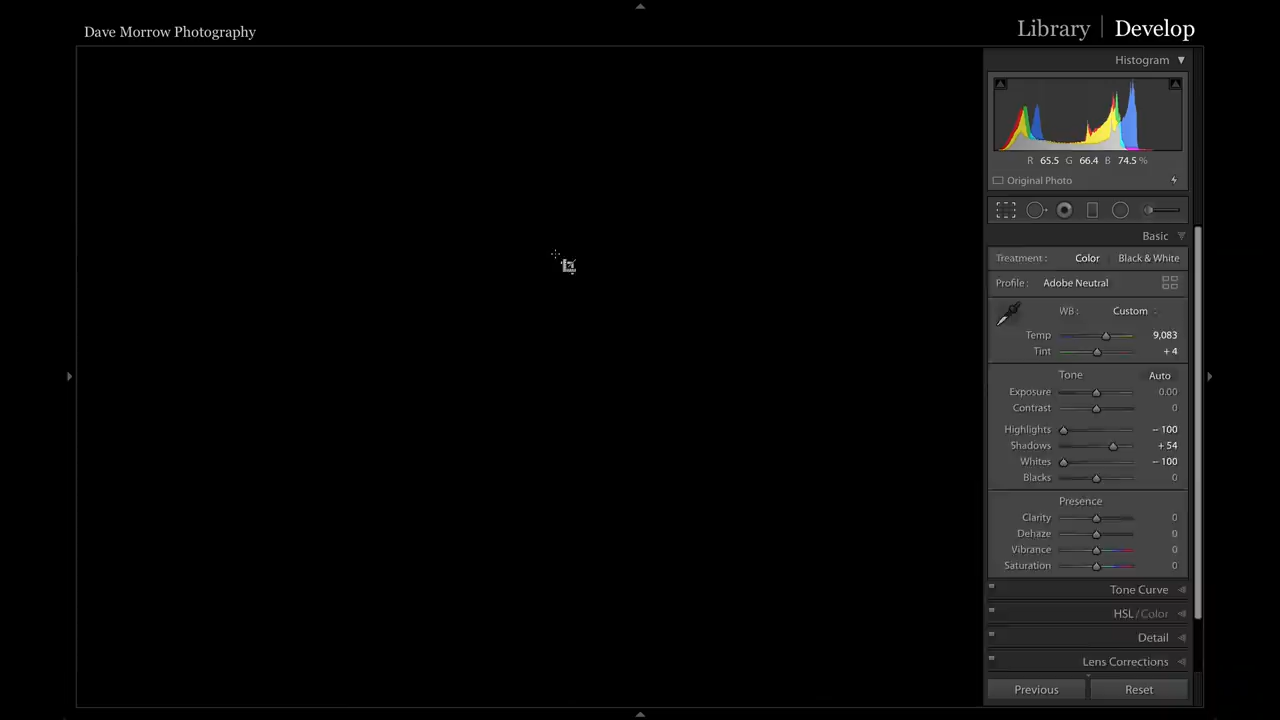 Dave Morrow Photography
Library | Develop
Histogram
R 65.5 G 66.4 B 74.5 %
Original Photo
Basic
Treatment : Color Black & White
Profile : Adobe Neutral
WB : Custom
Temp 9,083
Tint + 4
Tone Auto
Exposure 0.00
Contrast 0
Highlights – 100
Shadows + 54
Whites – 100
Blacks 0
Presence
Clarity 0
Dehaze 0
Vibrance 0
Saturation 0
Tone Curve
HSL / Color
Detail
Lens Corrections
Previous Reset